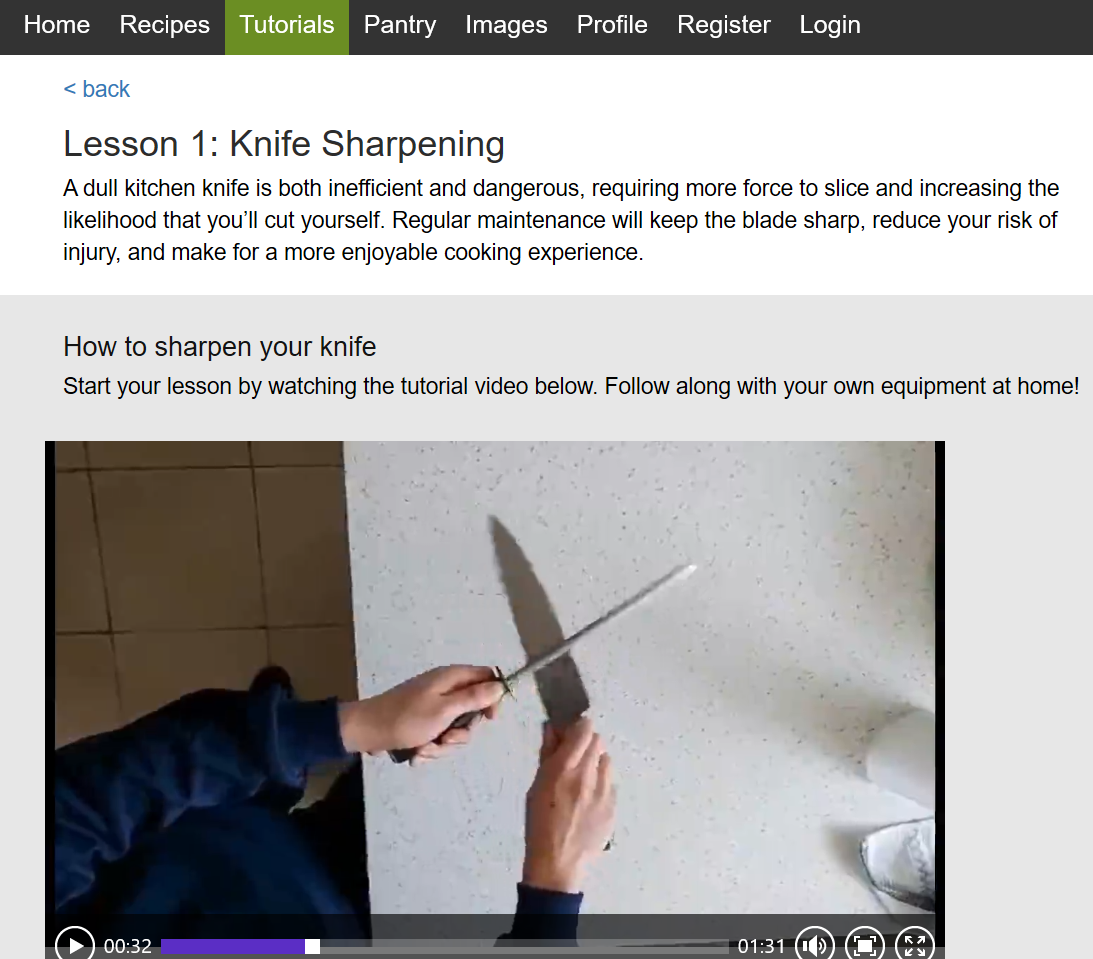 Home Recipes Tutorials Pantry Images Profile Register Login
< back
Lesson 1: Knife Sharpening
A dull kitchen knife is both inefficient and dangerous, requiring more force to slice and increasing the
likelihood that you’ll cut yourself. Regular maintenance will keep the blade sharp, reduce your risk of
injury, and make for a more enjoyable cooking experience.
How to sharpen your knife
Start your lesson by watching the tutorial video below. Follow along with your own equipment at home!
00:32 01:31